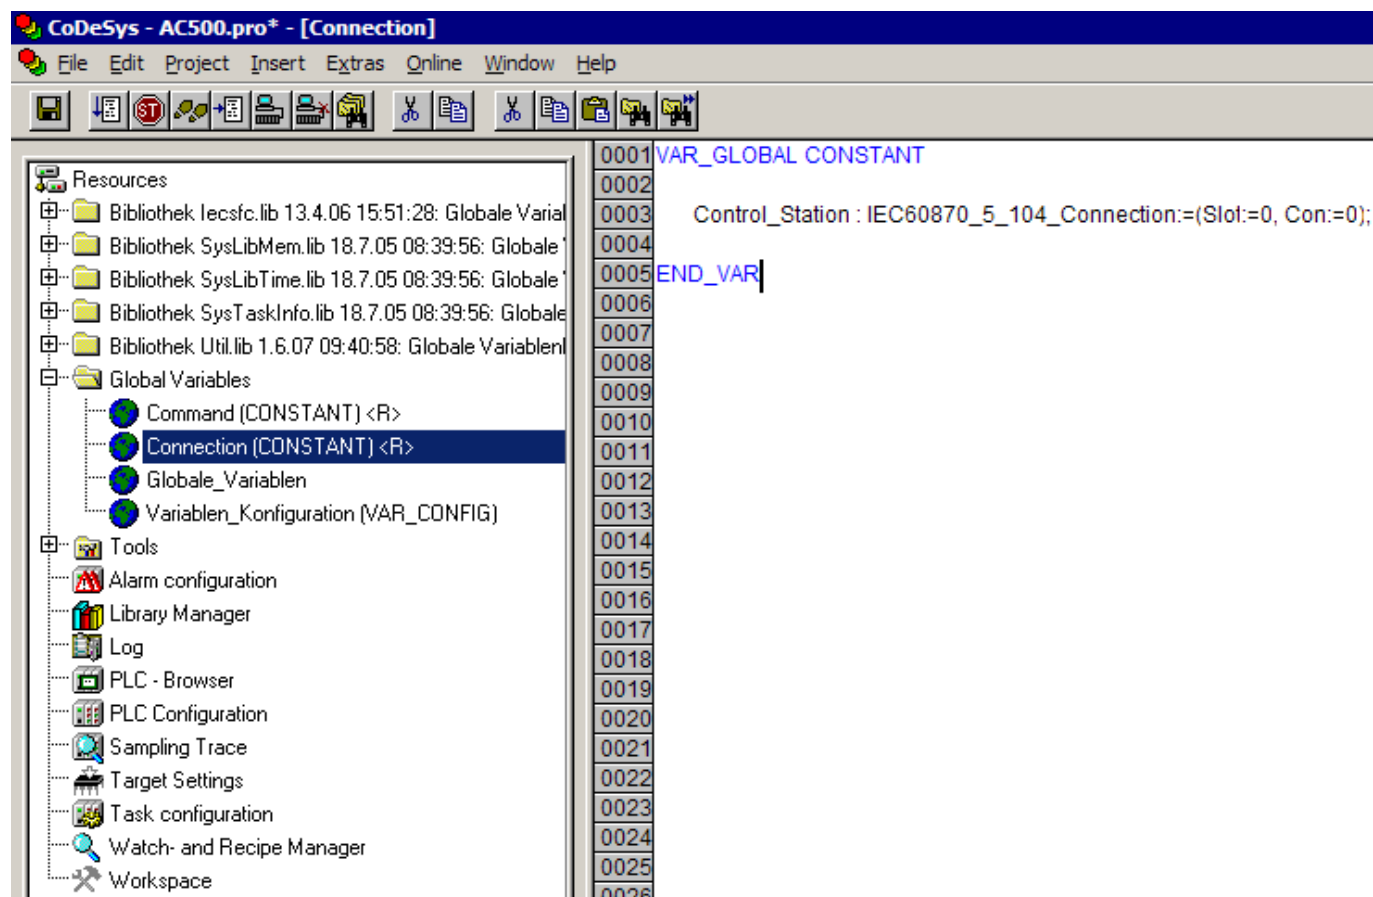 CoDeSys - AC500.pro* - [Connection]
File Edit Project Insert Extras Online Window Help
ST
Resources
Bibliothek Iecsfc.lib 13.4.06 15:51:28: Globale Varial
Bibliothek SysLibMem.lib 18.7.05 08:39:56: Globale
Bibliothek SysLibTime.lib 18.7.05 08:39:56: Globale
Bibliothek SysTaskInfo.lib 18.7.05 08:39:56: Globale
Bibliothek Util.lib 1.6.07 09:40:58: Globale Variablenl
Global Variables
Command (CONSTANT) <R>
Connection (CONSTANT) <R>
Globale_Variablen
Variablen_Konfiguration (VAR_CONFIG)
Tools
Alarm configuration
Library Manager
Log
PLC - Browser
PLC Configuration
Sampling Trace
Target Settings
Task configuration
Watch- and Recipe Manager
Workspace
0001 VAR_GLOBAL CONSTANT
0002
0003 Control_Station : IEC60870_5_104_Connection:=(Slot:=0, Con:=0);
0004
0005 END_VAR
0006
0007
0008
0009
0010
0011
0012
0013
0014
0015
0016
0017
0018
0019
0020
0021
0022
0023
0024
0025
0026